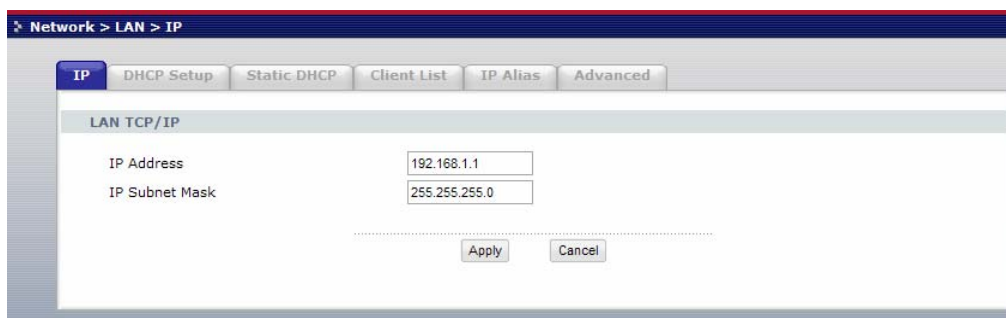 Network > LAN > IP
IP DHCP Setup Static DHCP Client List IP Alias Advanced
LAN TCP/IP
IP Address 192.168.1.1
IP Subnet Mask 255.255.255.0
Apply Cancel